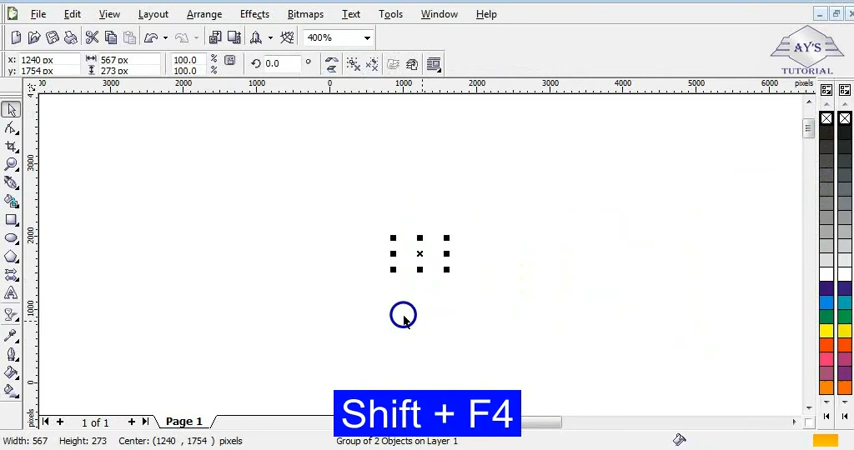 File Edit View Layout Arrange Effects Bitmaps Text Tools Window Help
400%
x: 1240 px 567 px 100.0 % 0.0 °
y: 1754 px 273 px 100.0 %
AY'S
TUTORIAL
1000 0 1000 2000 3000 4000 5000 6000 pixels
3000
2000
1000
0
pixels
Shift + F4
1 of 1 Page 1
Width: 567 Height: 273 Center: (1240 , 1754 ) pixels Group of 2 Objects on Layer 1